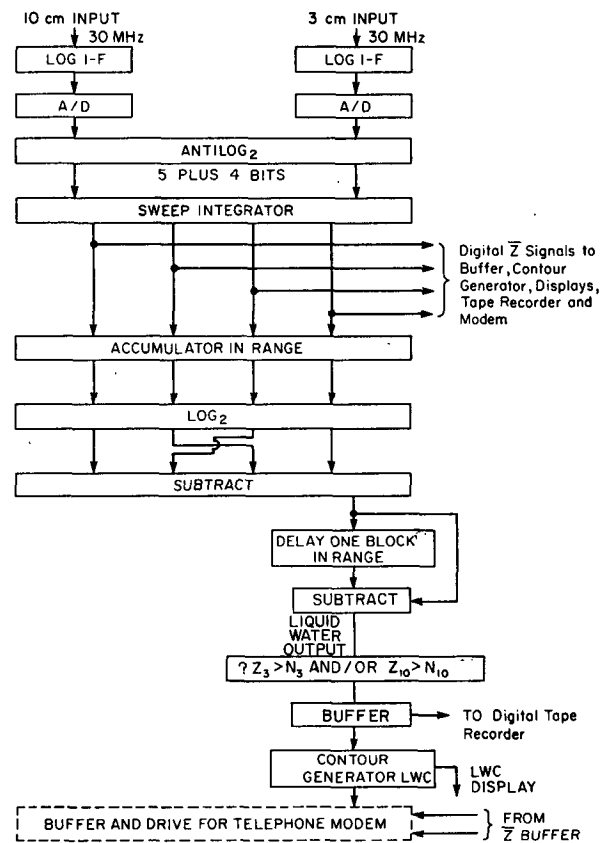 10 cm INPUT
3 cm INPUT
30 MHz
30 MHz
LOG I-F
LOG I-F
A/D
A/D
ANTILOG₂
5 PLUS 4 BITS
SWEEP INTEGRATOR
Digital Z̅ Signals to
Buffer, Contour
Generator, Displays,
Tape Recorder and
Modem
ACCUMULATOR IN RANGE
LOG₂
SUBTRACT
DELAY ONE BLOCK
IN RANGE
SUBTRACT
LIQUID
WATER
OUTPUT
? Z₃ > N₃ AND/OR Z₁₀ > N₁₀
BUFFER
TO Digital Tape
Recorder
CONTOUR
GENERATOR LWC
LWC
DISPLAY
BUFFER AND DRIVE FOR TELEPHONE MODEM
FROM
Z̅ BUFFER